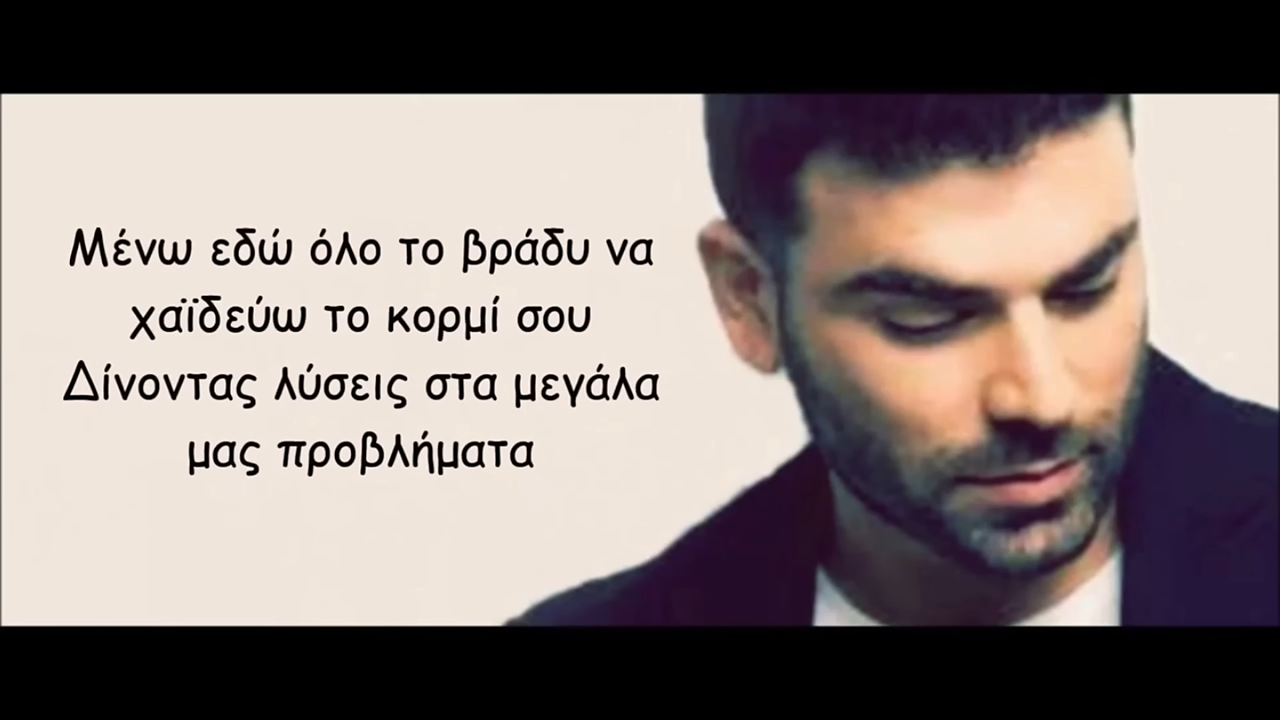 Μένω εδώ όλο το βράδυ να
χαϊδεύω το κορμί σου
Δίνοντας λύσεις στα μεγάλα
μας προβλήματα